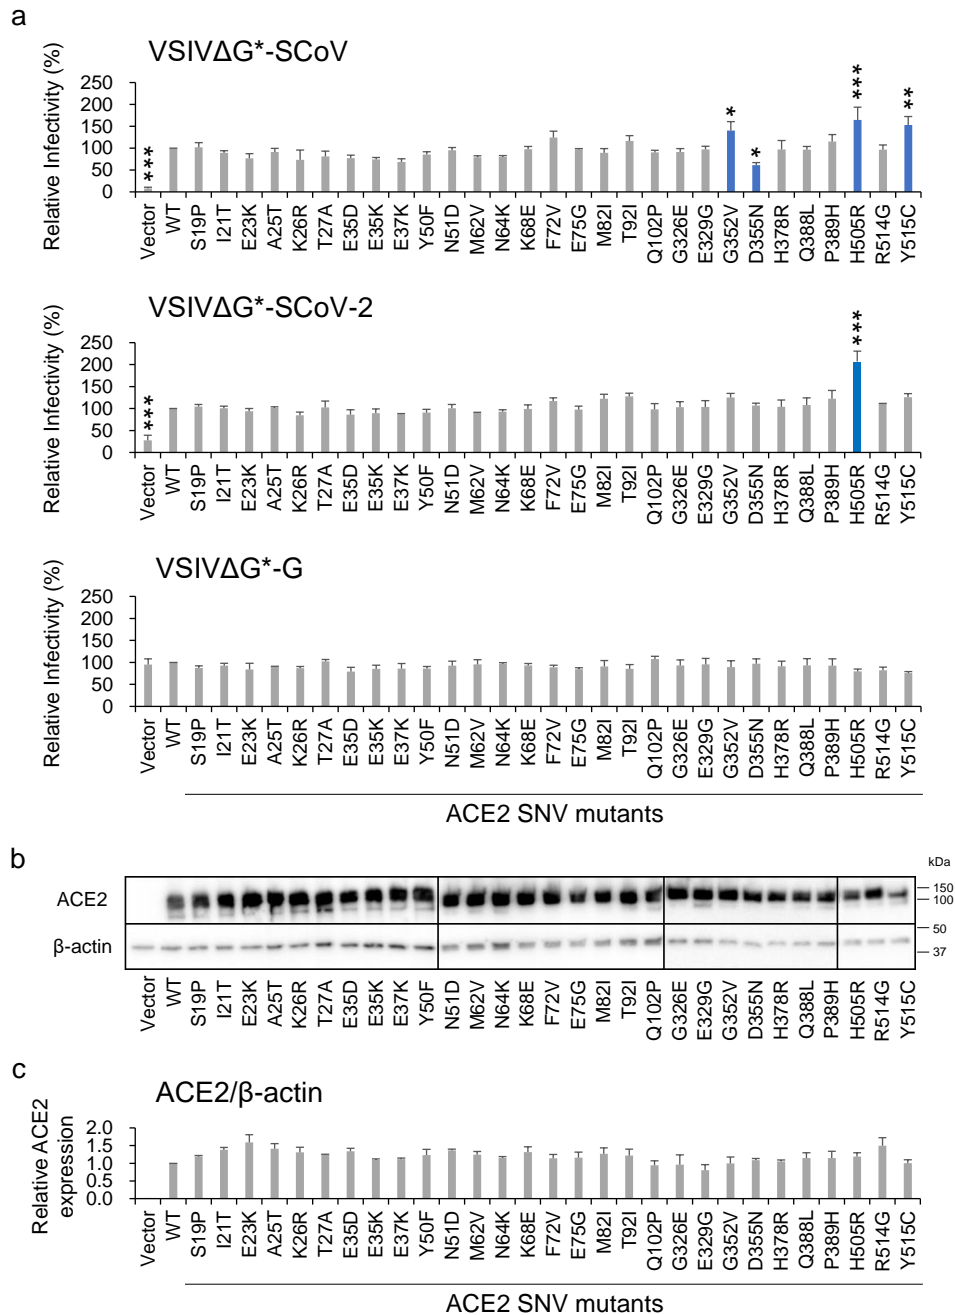 a
VSIVΔG*-SCoV
Relative Infectivity (%)
250
200
150
100
50
0
***
*
*
***
**
Vector WT S19P I21T E23K A25T K26R T27A E35D E35K E37K Y50F N51D M62V N64K K68E F72V E75G M82I T92I Q102P G326E E329G G352V D355N H378R Q388L P389H H505R R514G Y515C
VSIVΔG*-SCoV-2
Relative Infectivity (%)
250
200
150
100
50
0
***
***
Vector WT S19P I21T E23K A25T K26R T27A E35D E35K E37K Y50F N51D M62V N64K K68E F72V E75G M82I T92I Q102P G326E E329G G352V D355N H378R Q388L P389H H505R R514G Y515C
VSIVΔG*-G
Relative Infectivity (%)
250
200
150
100
50
0
Vector WT S19P I21T E23K A25T K26R T27A E35D E35K E37K Y50F N51D M62V N64K K68E F72V E75G M82I T92I Q102P G326E E329G G352V D355N H378R Q388L P389H H505R R514G Y515C
ACE2 SNV mutants
b
kDa
ACE2
150
100
β-actin
50
37
Vector WT S19P I21T E23K A25T K26R T27A E35D E35K E37K Y50F N51D M62V N64K K68E F72V E75G M82I T92I Q102P G326E E329G G352V D355N H378R Q388L P389H H505R R514G Y515C
c
ACE2/β-actin
Relative ACE2
expression
2.0
1.5
1.0
0.5
0.0
Vector WT S19P I21T E23K A25T K26R T27A E35D E35K E37K Y50F N51D M62V N64K K68E F72V E75G M82I T92I Q102P G326E E329G G352V D355N H378R Q388L P389H H505R R514G Y515C
ACE2 SNV mutants